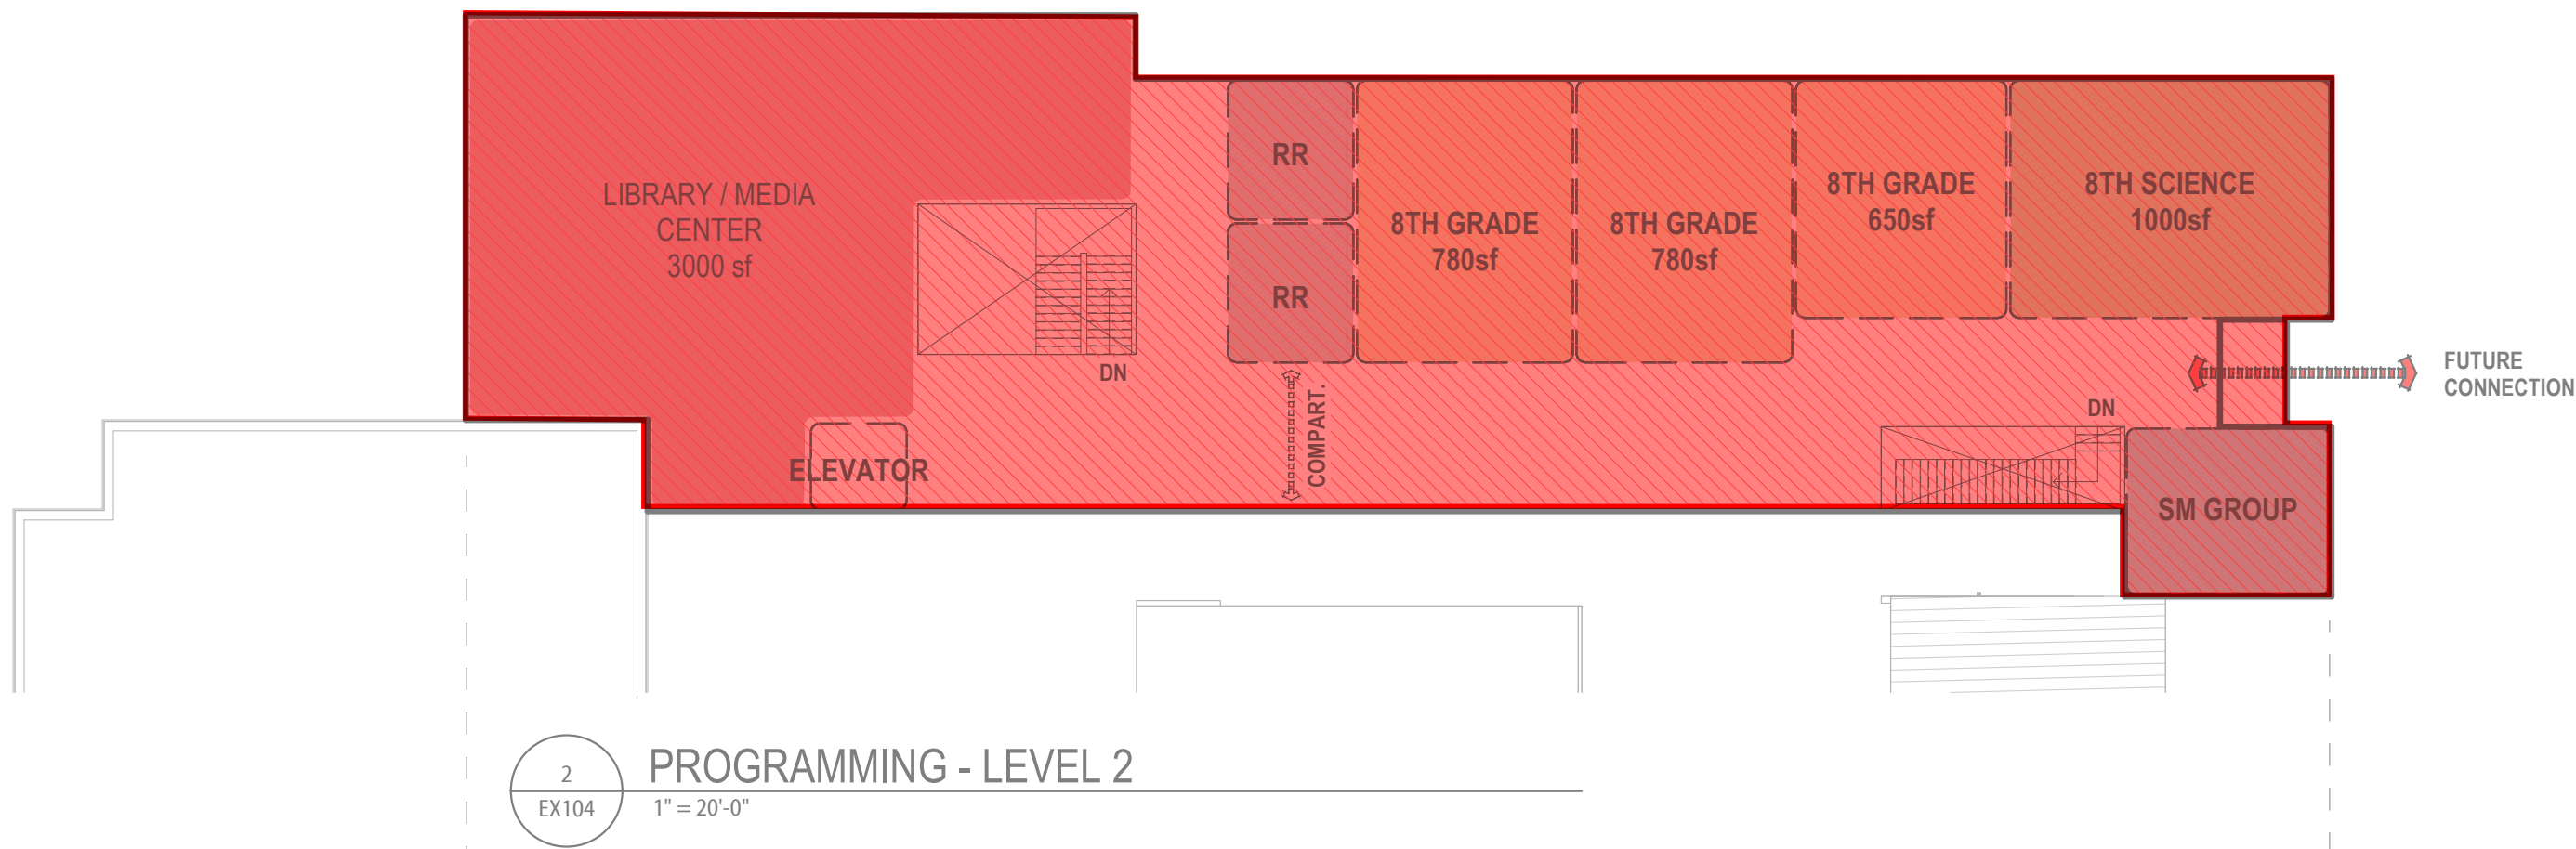 LIBRARY / MEDIA
CENTER
3000 sf
DN
ELEVATOR
RR
RR
COMPART.
8TH GRADE
780sf
8TH GRADE
780sf
8TH GRADE
650sf
8TH SCIENCE
1000sf
DN
SM GROUP
FUTURE
CONNECTION
2
EX104
PROGRAMMING - LEVEL 2
1" = 20'-0"